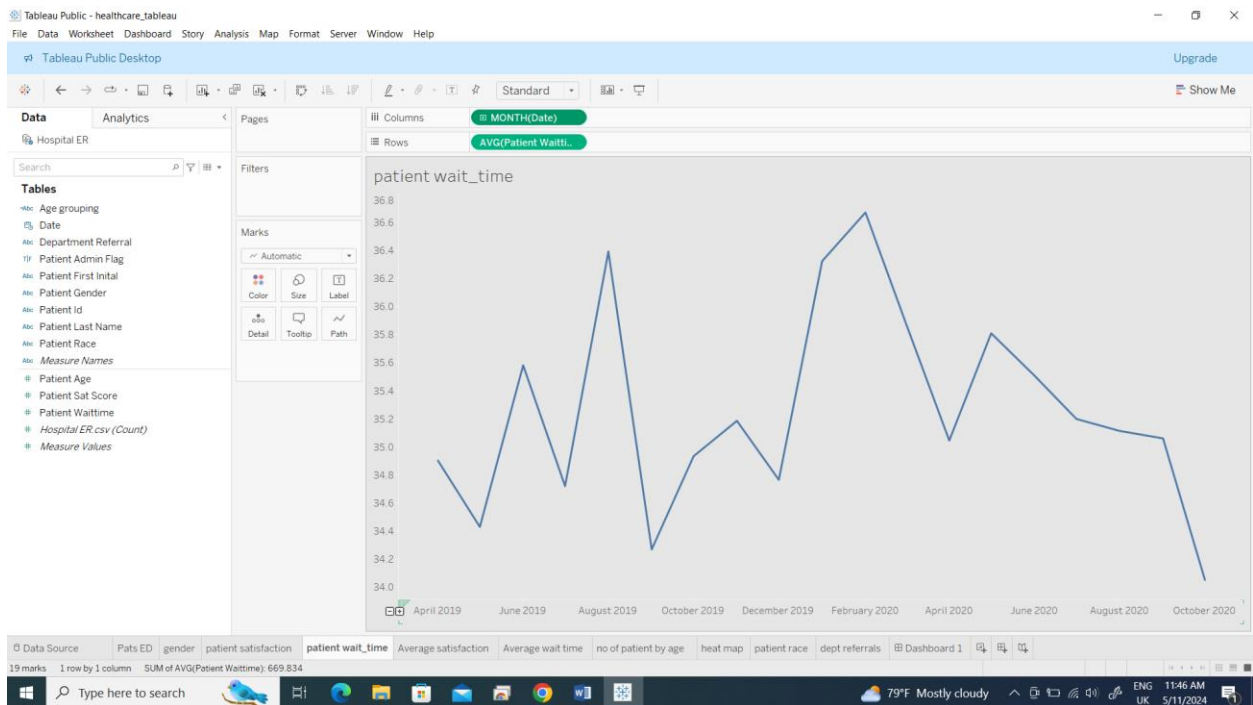 Tableau Public - healthcare_tableau
File Data Worksheet Dashboard Story Analysis Map Format Server Window Help
Tableau Public Desktop
Upgrade
Standard
Show Me
Data
Analytics
Hospital ER
Search
Tables
Abc Age grouping
Date
Abc Department Referral
T|F Patient Admin Flag
Abc Patient First Inital
Abc Patient Gender
Abc Patient Id
Abc Patient Last Name
Abc Patient Race
Abc Measure Names
# Patient Age
# Patient Sat Score
# Patient Waittime
# Hospital ER.csv (Count)
# Measure Values
Pages
Filters
Marks
Automatic
Color Size Label
Detail Tooltip Path
Columns
MONTH(Date)
Rows
AVG(Patient Waitti..
patient wait_time
36.8
36.6
36.4
36.2
36.0
35.8
35.6
35.4
35.2
35.0
34.8
34.6
34.4
34.2
34.0
April 2019 June 2019 August 2019 October 2019 December 2019 February 2020 April 2020 June 2020 August 2020 October 2020
Data Source Pats ED gender patient satisfaction patient wait_time Average satisfaction Average wait time no of patient by age heat map patient race dept referrals Dashboard 1
19 marks 1 row by 1 column SUM of AVG(Patient Waittime): 669.834
Type here to search
79°F Mostly cloudy
ENG
UK
11:46 AM
5/11/2024